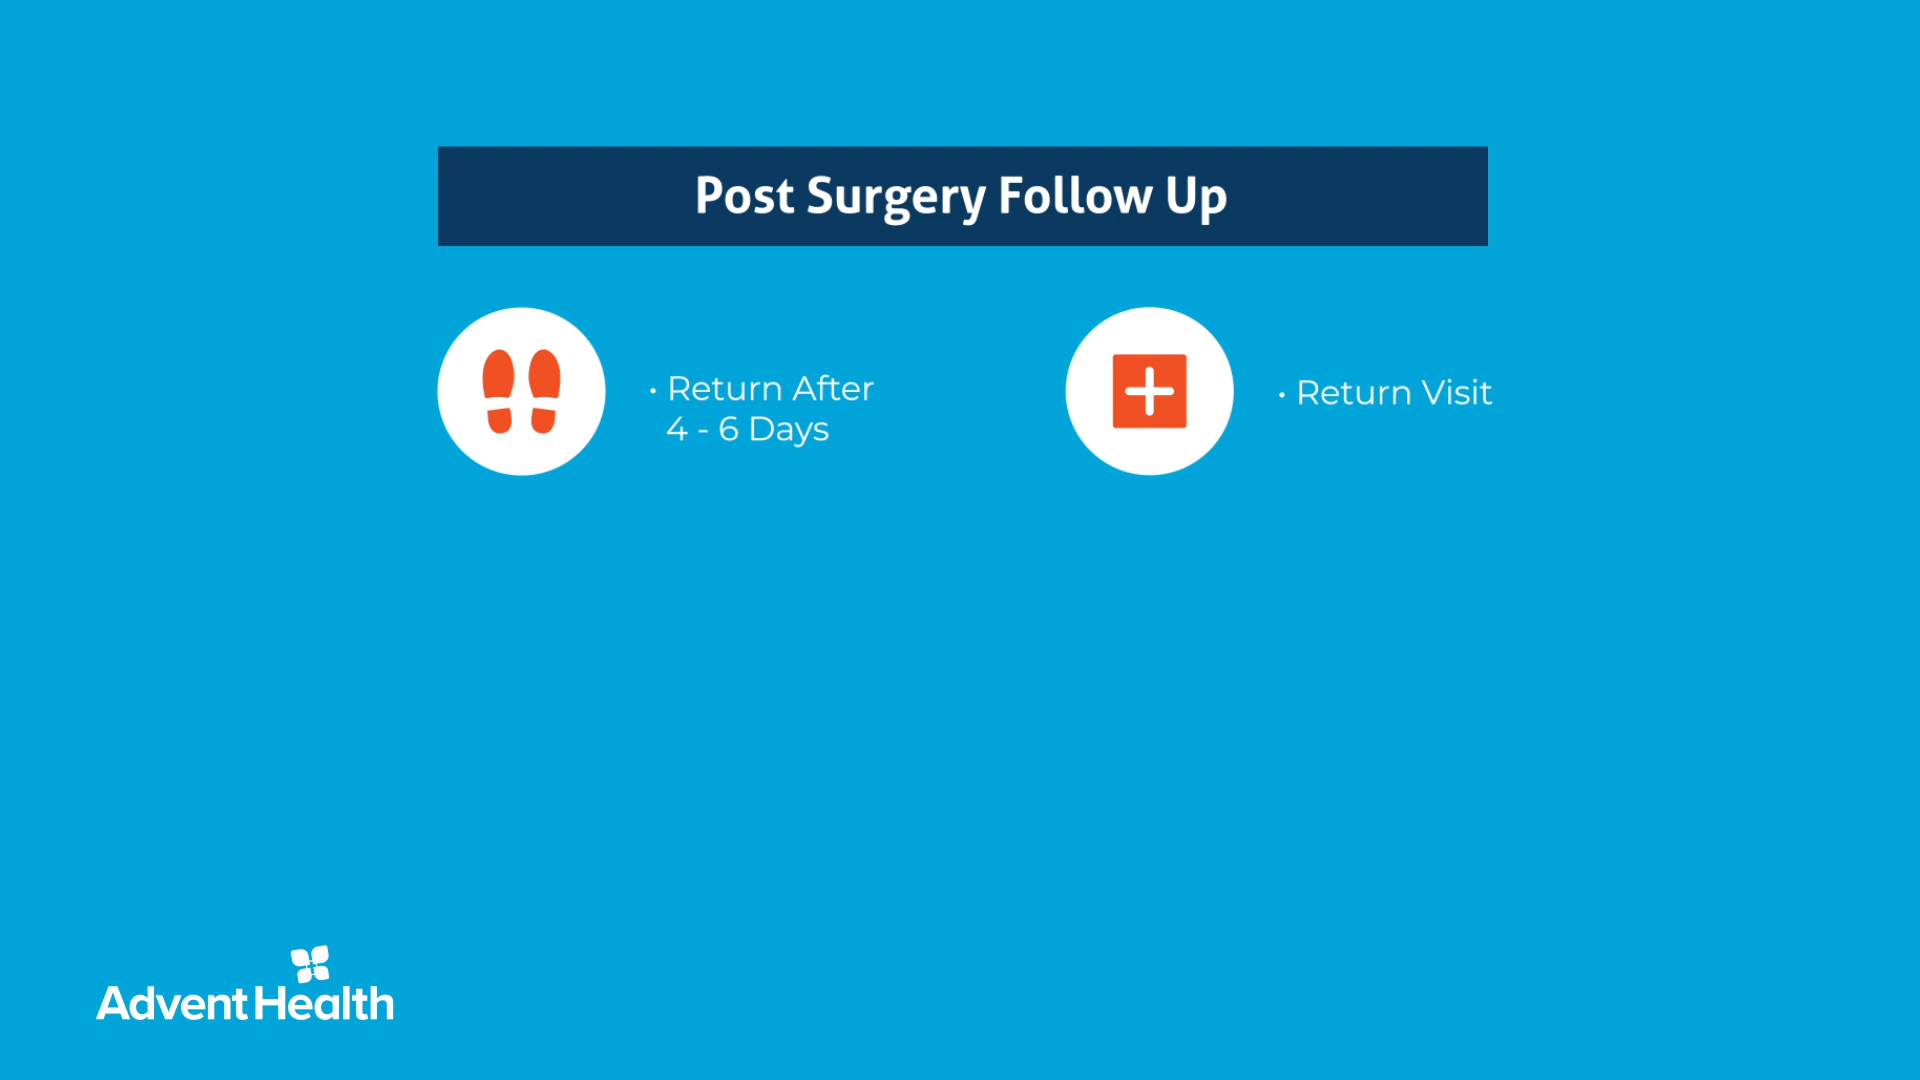 Post Surgery Follow Up
• Return After
4 - 6 Days
• Return Visit
AdventHealth